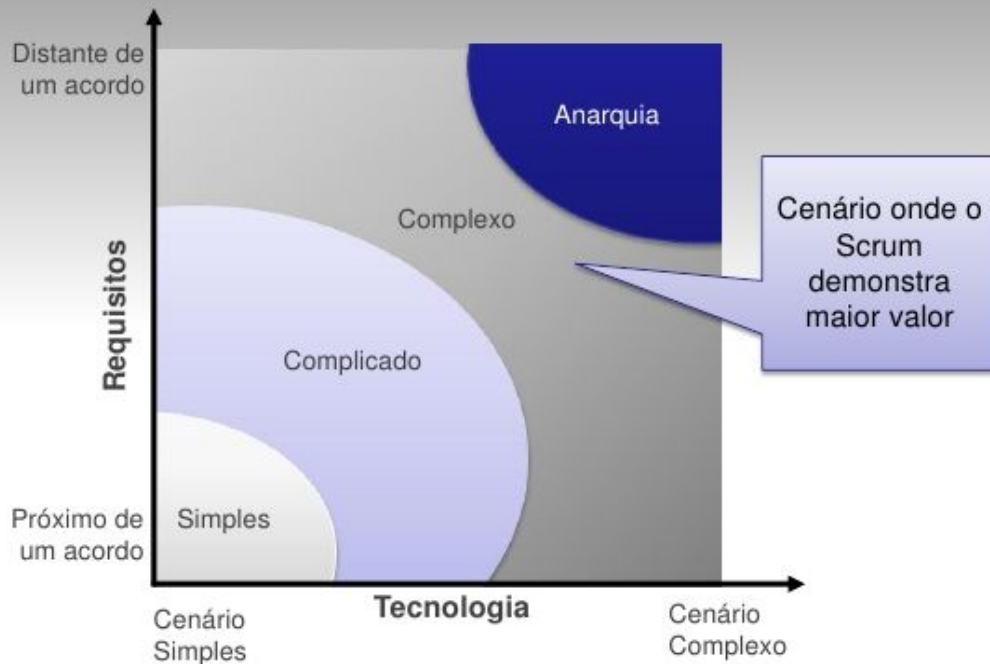 Distante de
um acordo
Anarquia
Cenário onde o
Scrum
demonstra
maior valor
Complexo
Requisitos
Complicado
Próximo de
um acordo
Simples
Tecnologia
Cenário
Simples
Cenário
Complexo